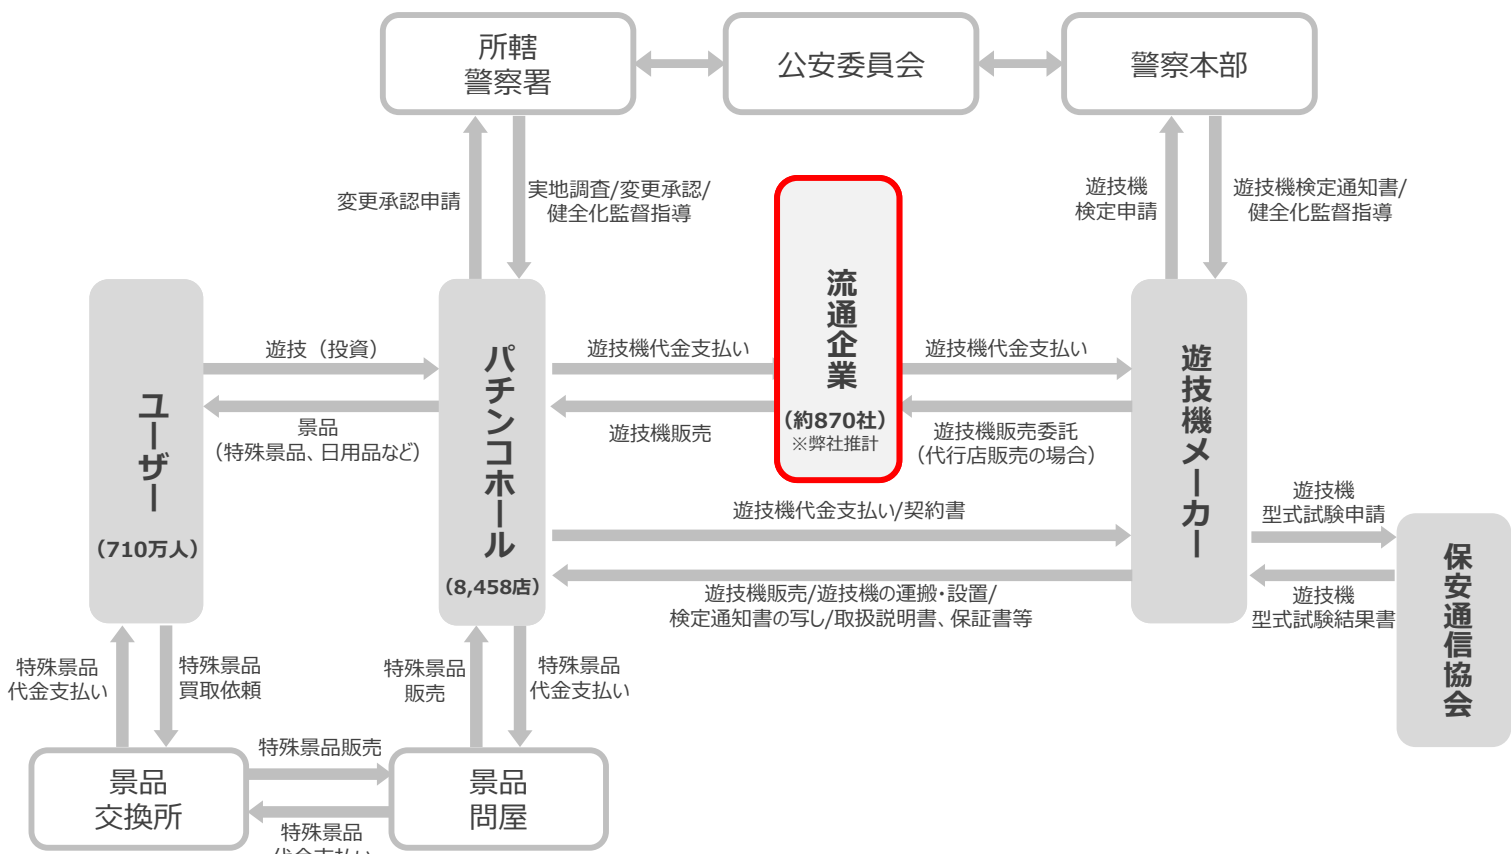 所轄
警察署
公安委員会
警察本部
変更承認申請
実地調査/変更承認/
健全化監督指導
遊技機
検定申請
遊技機検定通知書/
健全化監督指導
ユーザー
（710万人）
遊技（投資）
景品
（特殊景品、日用品など）
パチンコホール
（8,458店）
遊技機代金支払い
遊技機販売
流通企業
（約870社）
※弊社推計
遊技機代金支払い
遊技機販売委託
（代行店販売の場合）
遊技機メーカー
遊技機代金支払い/契約書
遊技機販売/遊技機の運搬・設置/
検定通知書の写し/取扱説明書、保証書等
遊技機
型式試験申請
遊技機
型式試験結果書
保安通信協会
特殊景品
代金支払い
特殊景品
買取依頼
特殊景品
販売
特殊景品
代金支払い
景品
交換所
特殊景品販売
特殊景品
代金支払い
景品
問屋